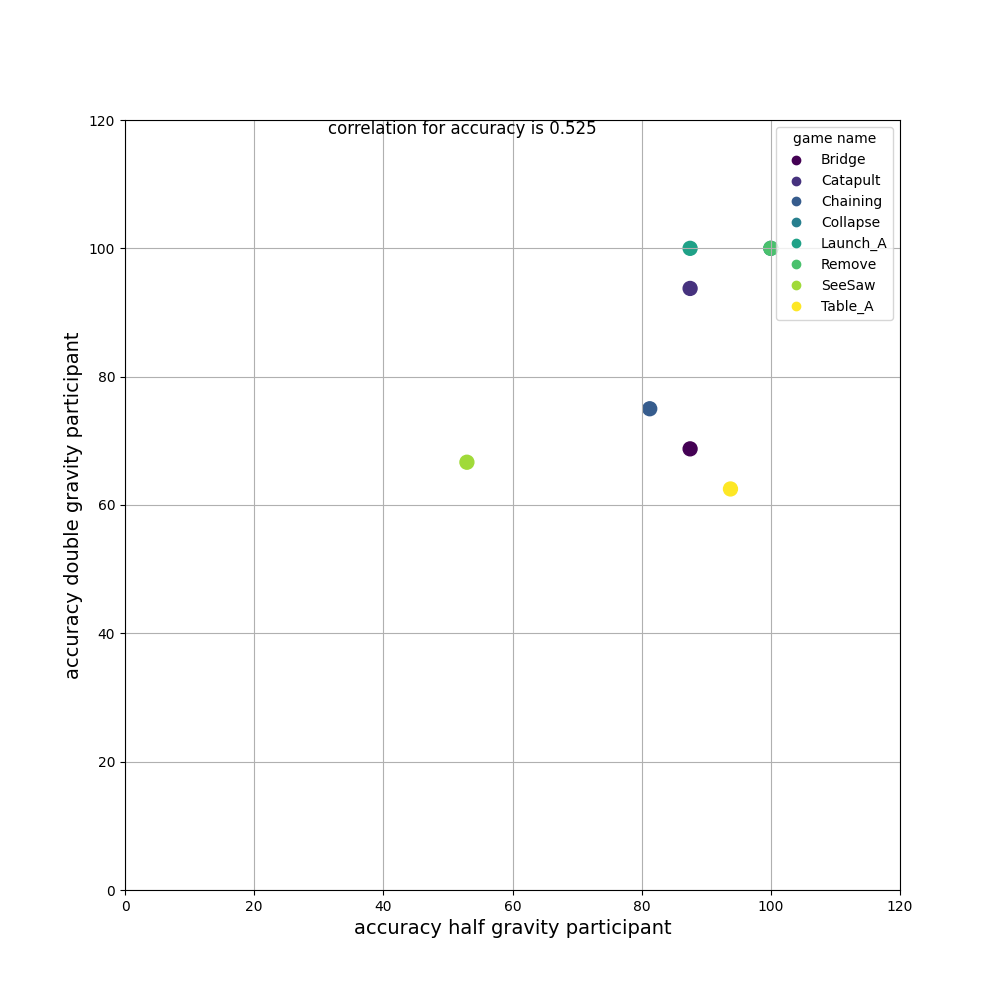 correlation for accuracy is 0.525
game name
Bridge
Catapult
Chaining
Collapse
Launch_A
Remove
SeeSaw
Table_A
120
100
80
60
40
20
0
accuracy double gravity participant
0 20 40 60 80 100 120
accuracy half gravity participant